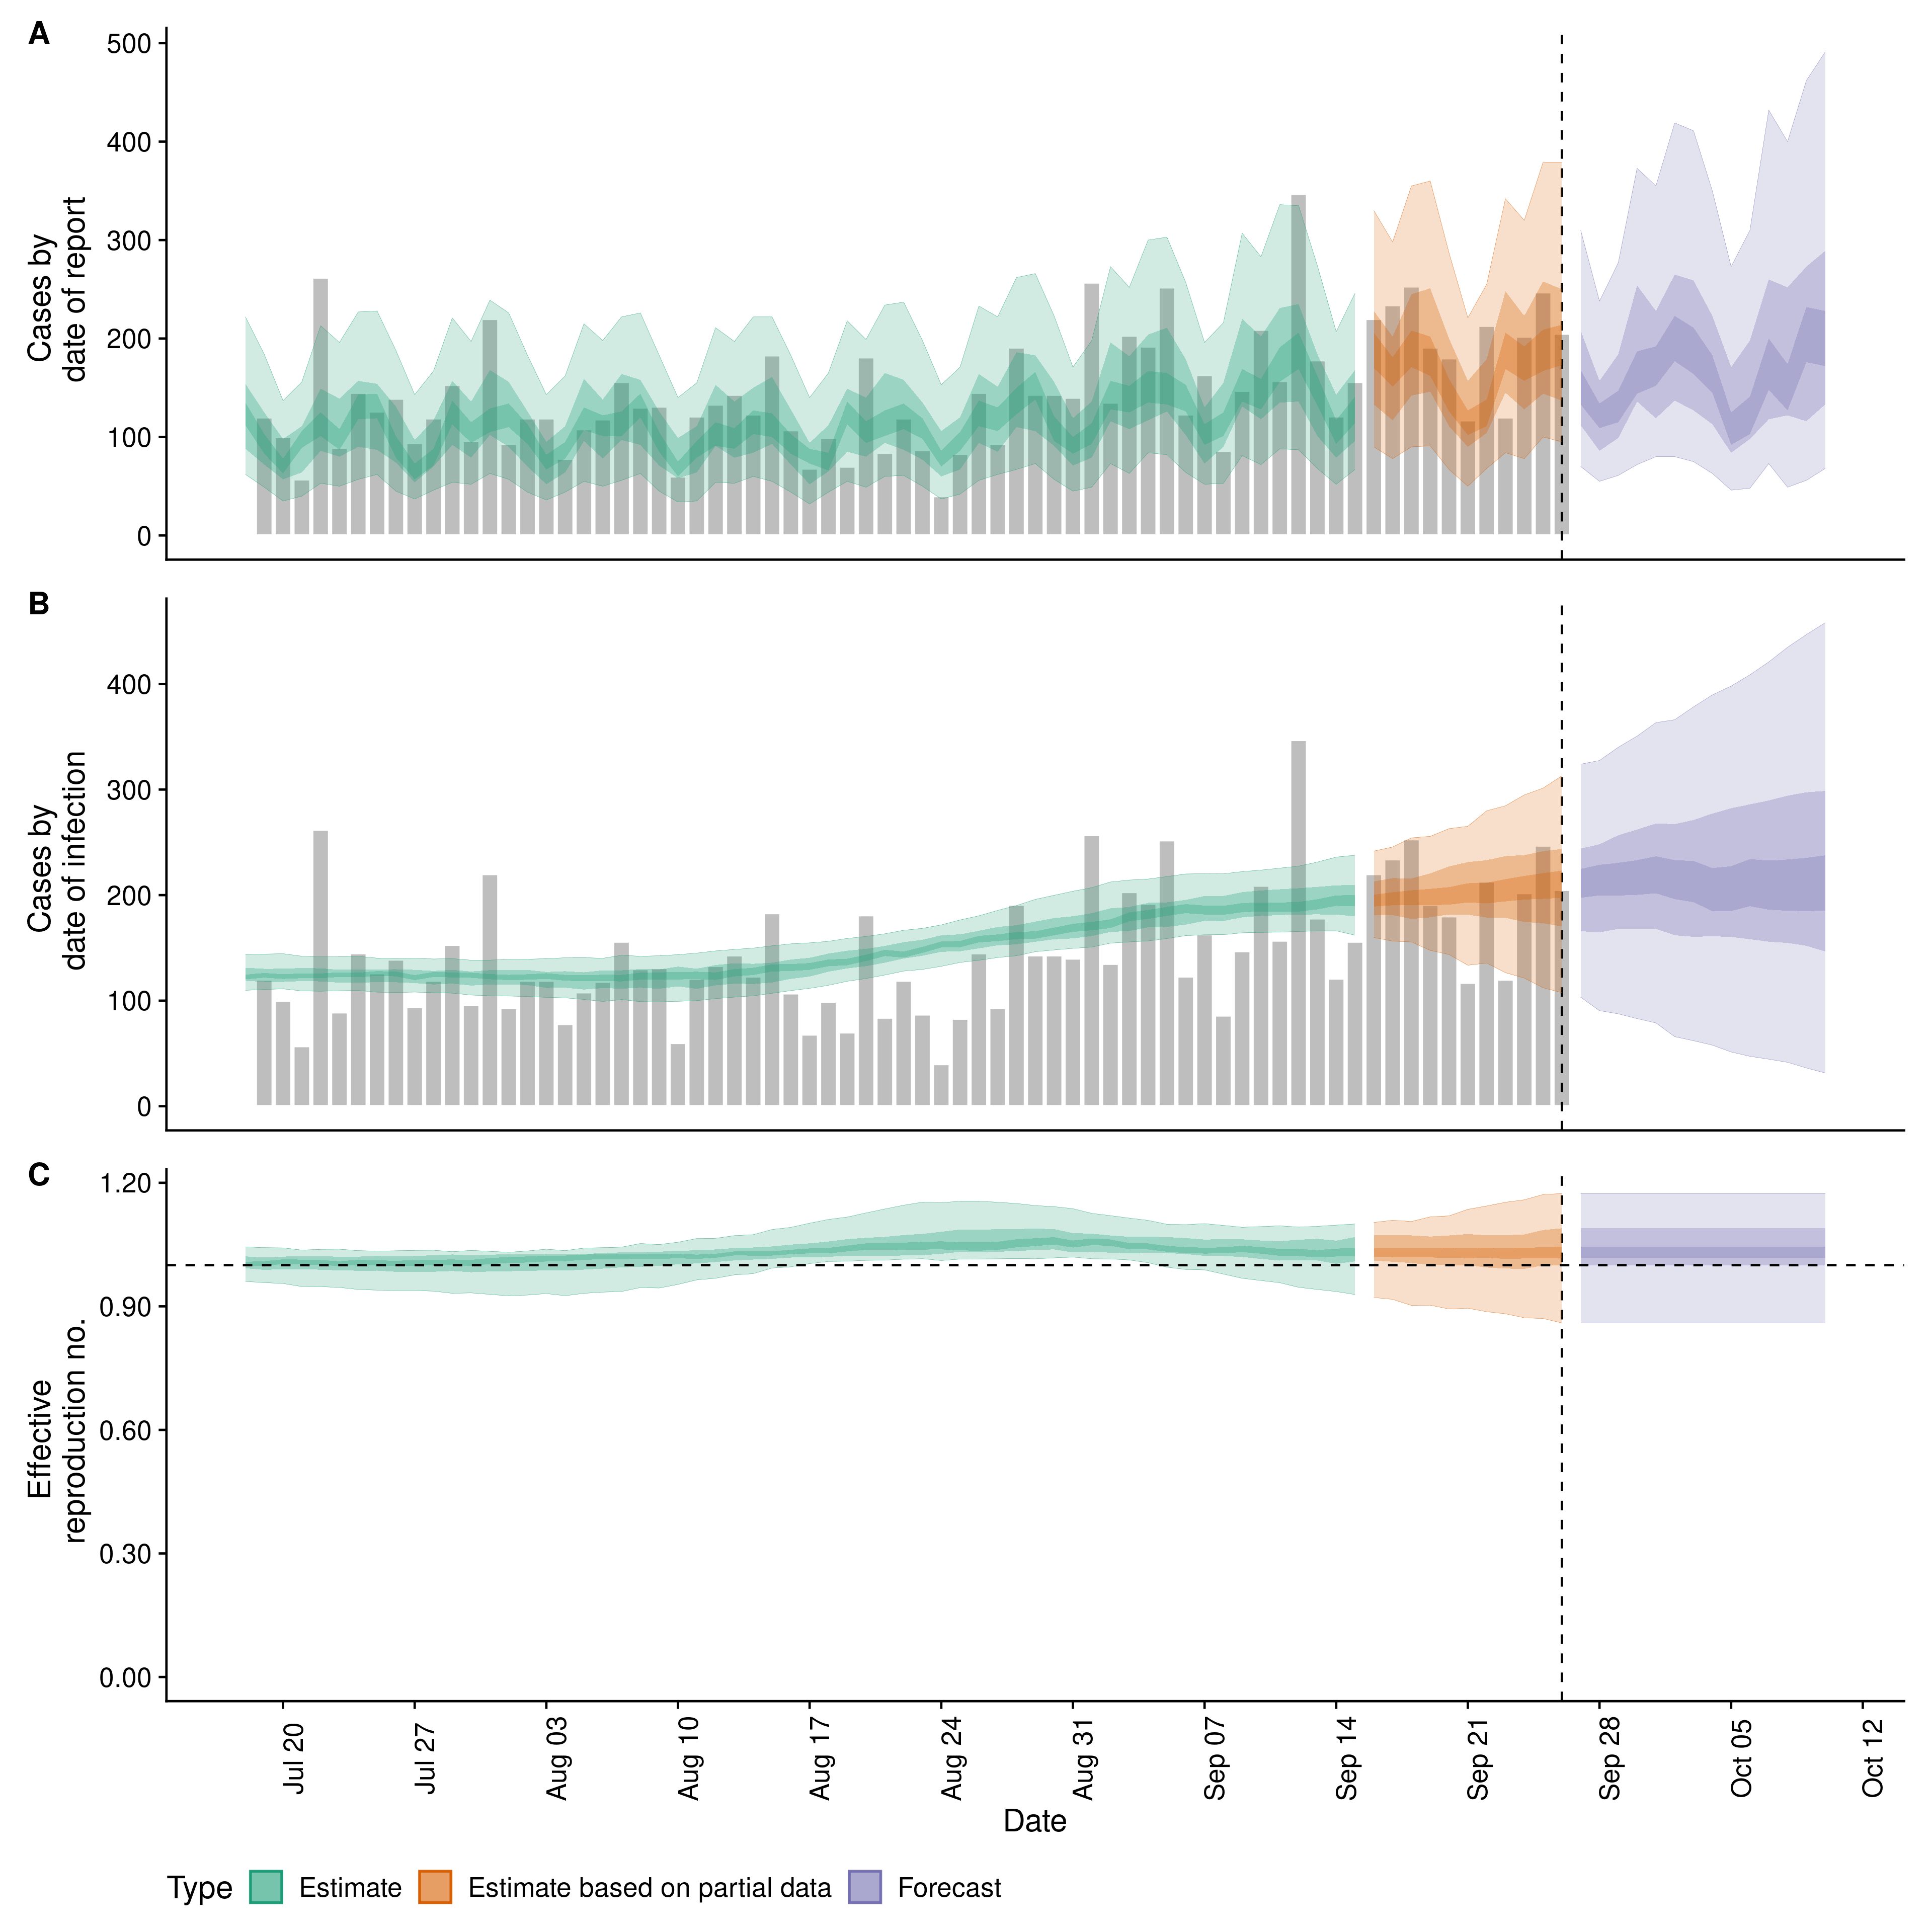 A
500
400
300
200
100
0
Cases by
date of report
B
400
300
200
100
0
Cases by
date of infection
C
1.20
0.90
0.60
0.30
0.00
Effective
reproduction no.
Jul 20
Jul 27
Aug 03
Aug 10
Aug 17
Aug 24
Aug 31
Sep 07
Sep 14
Sep 21
Sep 28
Oct 05
Oct 12
Date
Type Estimate Estimate based on partial data Forecast